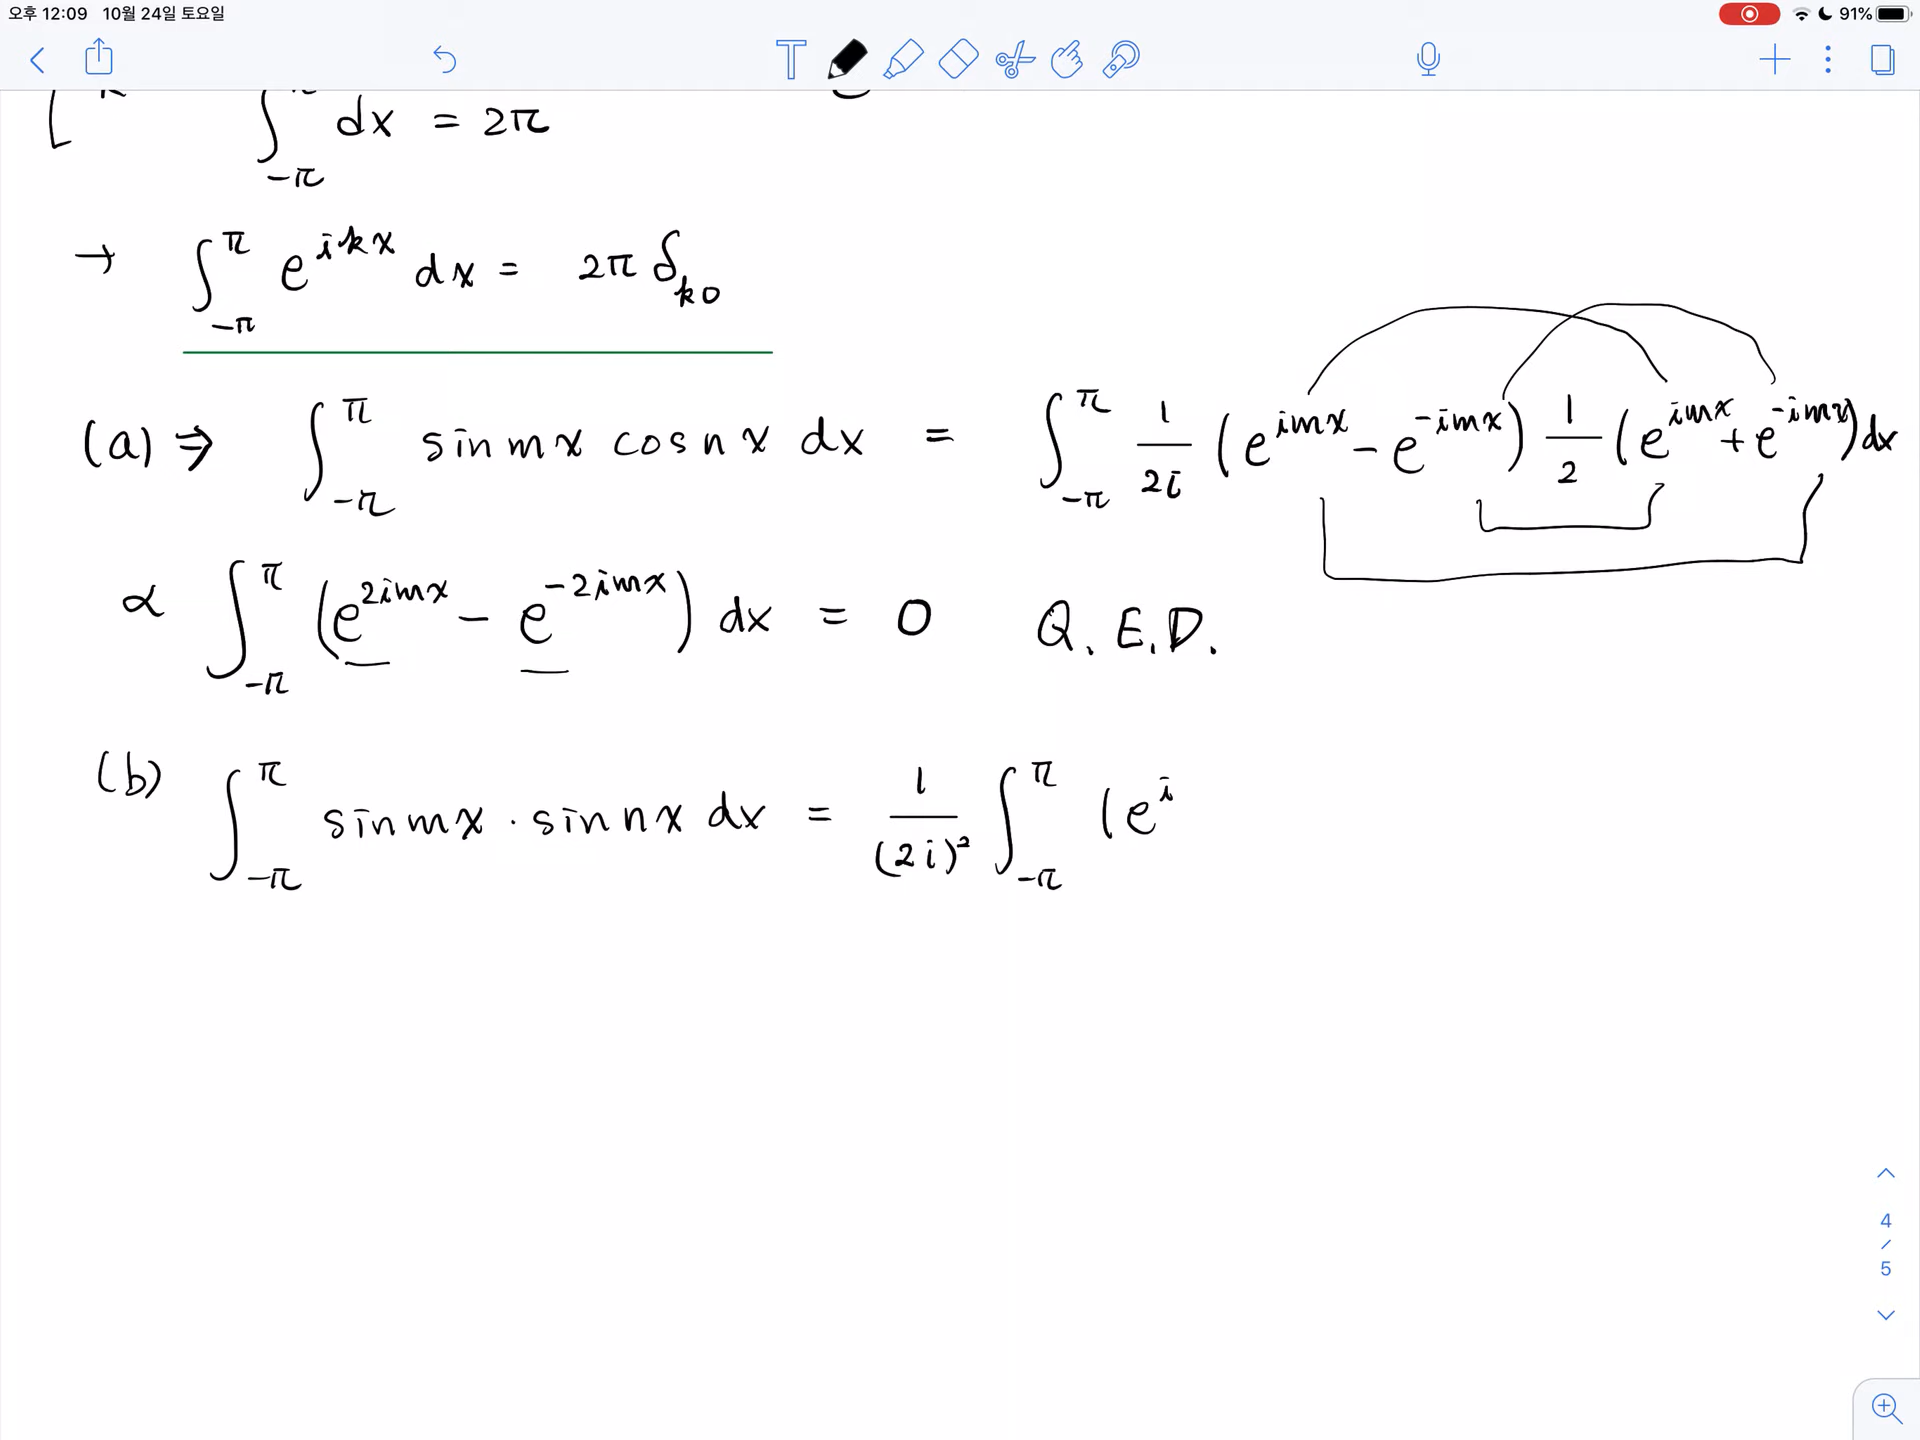 오후 12:09 10월 24일 토요일 91%
T
∫_{-π} dx = 2π
→ ∫_{-π}^{π} e^{ikx} dx = 2π δ_{k0}
(a) ⇒ ∫_{-π}^{π} sin mx cos nx dx = ∫_{-π}^{π} 1/2i (e^{imx} - e^{-imx}) 1/2 (e^{imx} + e^{-imx}) dx
∝ ∫_{-π}^{π} (e^{2imx} - e^{-2imx}) dx = 0 Q.E.D.
(b) ∫_{-π}^{π} sin mx · sin nx dx = 1/(2i)² ∫_{-π}^{π} (e^{i
4
/
5